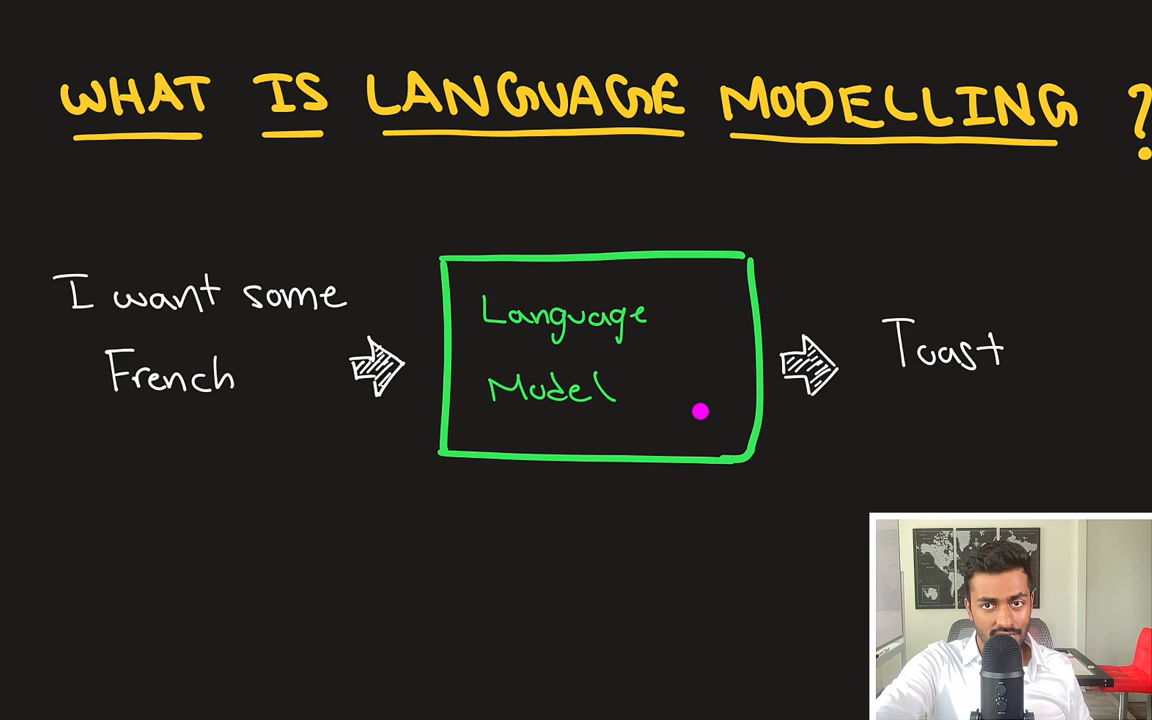 WHAT IS LANGUAGE MODELLING ?
I want some
French
Language
Model
Toast